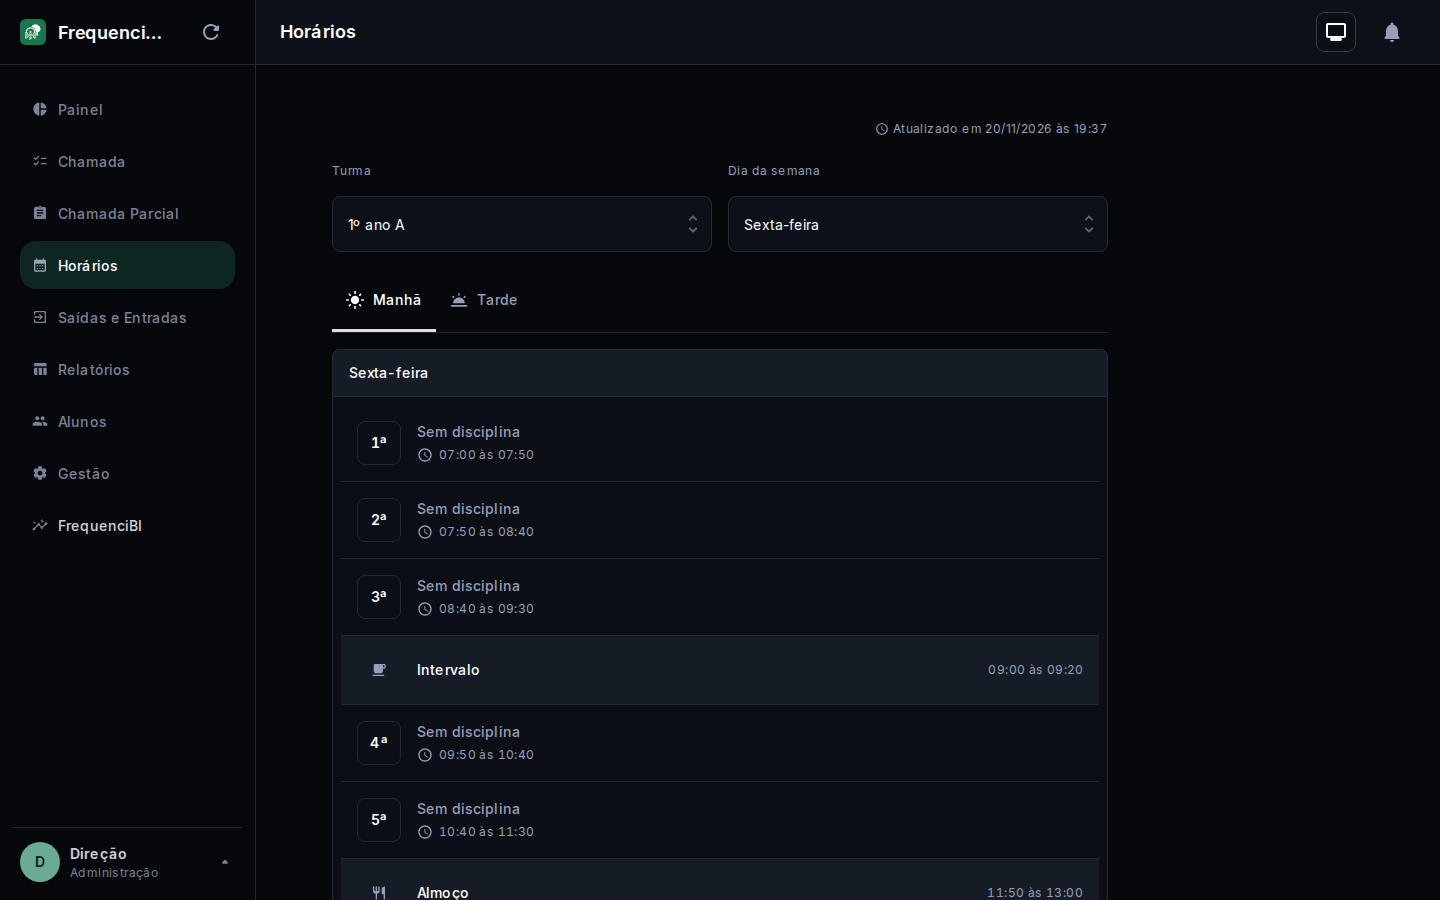 Frequenci...
Horários
Painel
Chamada
Chamada Parcial
Horários
Saídas e Entradas
Relatórios
Alunos
Gestão
FrequenciBI
D
Direção
Administração
Atualizado em 20/11/2026 às 19:37
Turma
Dia da semana
1º ano A
Sexta-feira
Manhã
Tarde
Sexta-feira
1ª
Sem disciplina
07:00 às 07:50
2ª
Sem disciplina
07:50 às 08:40
3ª
Sem disciplina
08:40 às 09:30
Intervalo
09:00 às 09:20
4ª
Sem disciplina
09:50 às 10:40
5ª
Sem disciplina
10:40 às 11:30
Almoço
11:50 às 13:00